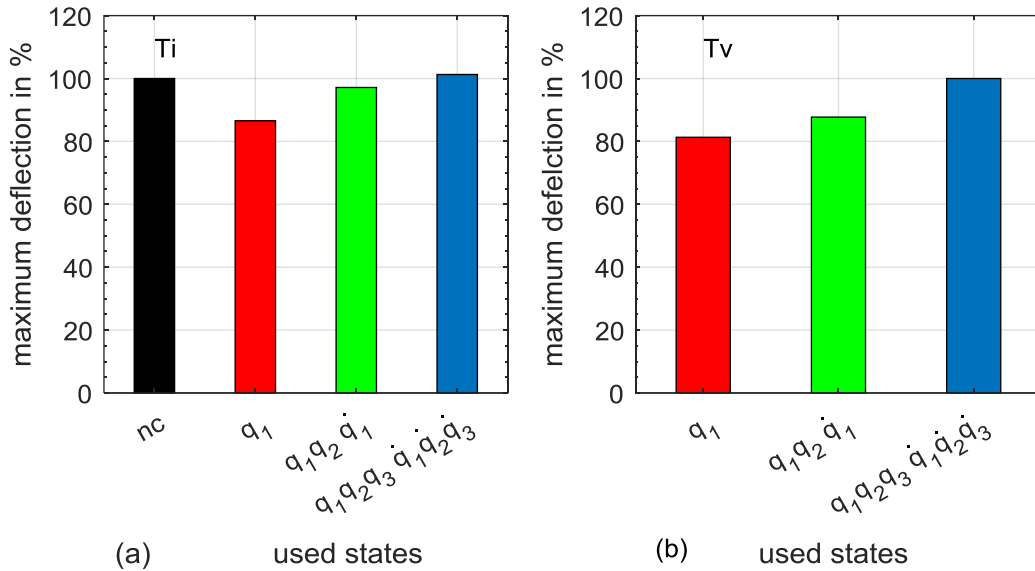 120
100
80
60
40
20
0
maximum deflection in %
Ti
nc
q₁
q₁q₂q̇₁
q₁q₂q₃q̇₁q̇₂q̇₃
(a)
used states
120
100
80
60
40
20
0
maximum defelction in %
Tv
q₁
q₁q₂q̇₁
q₁q₂q₃q̇₁q̇₂q̇₃
(b)
used states